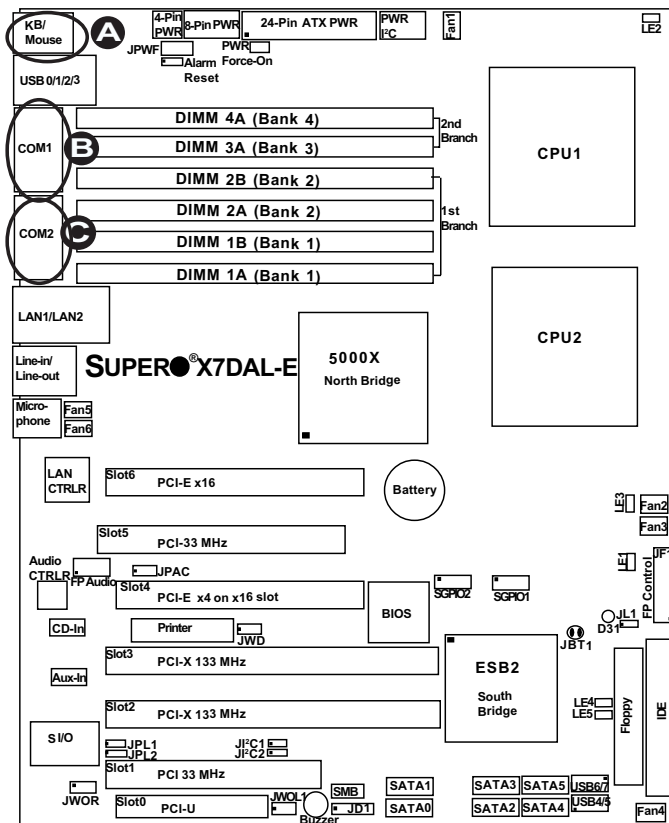 KB/
Mouse
A
4-Pin
PWR
8-Pin PWR
24-Pin ATX PWR
PWR
I²C
Fan1
LE2
JPWF
Alarm
Reset
PWR
Force-On
USB 0/1/2/3
DIMM 4A (Bank 4)
2nd
Branch
COM1
B
DIMM 3A (Bank 3)
CPU1
DIMM 2B (Bank 2)
COM2
C
DIMM 2A (Bank 2)
1st
Branch
DIMM 1B (Bank 1)
DIMM 1A (Bank 1)
LAN1/LAN2
CPU2
Line-in/
Line-out
SUPER®X7DAL-E
5000X
North Bridge
Micro-
phone
Fan5
Fan6
LAN
CTRLR
Slot6
PCI-E x16
Battery
LE3
Fan2
Fan3
Slot5
PCI-33 MHz
Audio
CTRLR
FP Audio
JPAC
LE1
FP Control
JF1
Slot4
PCI-E x4 on x16 slot
BIOS
SGPIO2
SGPIO1
CD-In
Printer
JWD
D31
JL1
JBT1
Slot3
PCI-X 133 MHz
Aux-In
ESB2
South
Bridge
Slot2
PCI-X 133 MHz
LE4
LE5
Floppy
IDE
S I/O
JPL1
JPL2
JI²C1
JI²C2
Slot1
PCI 33 MHz
JWOR
SMB
SATA1
SATA3
SATA5
USB6/7
Slot0
PCI-U
JWOL1
Buzzer
JD1
SATA0
SATA2
SATA4
USB4/5
Fan4